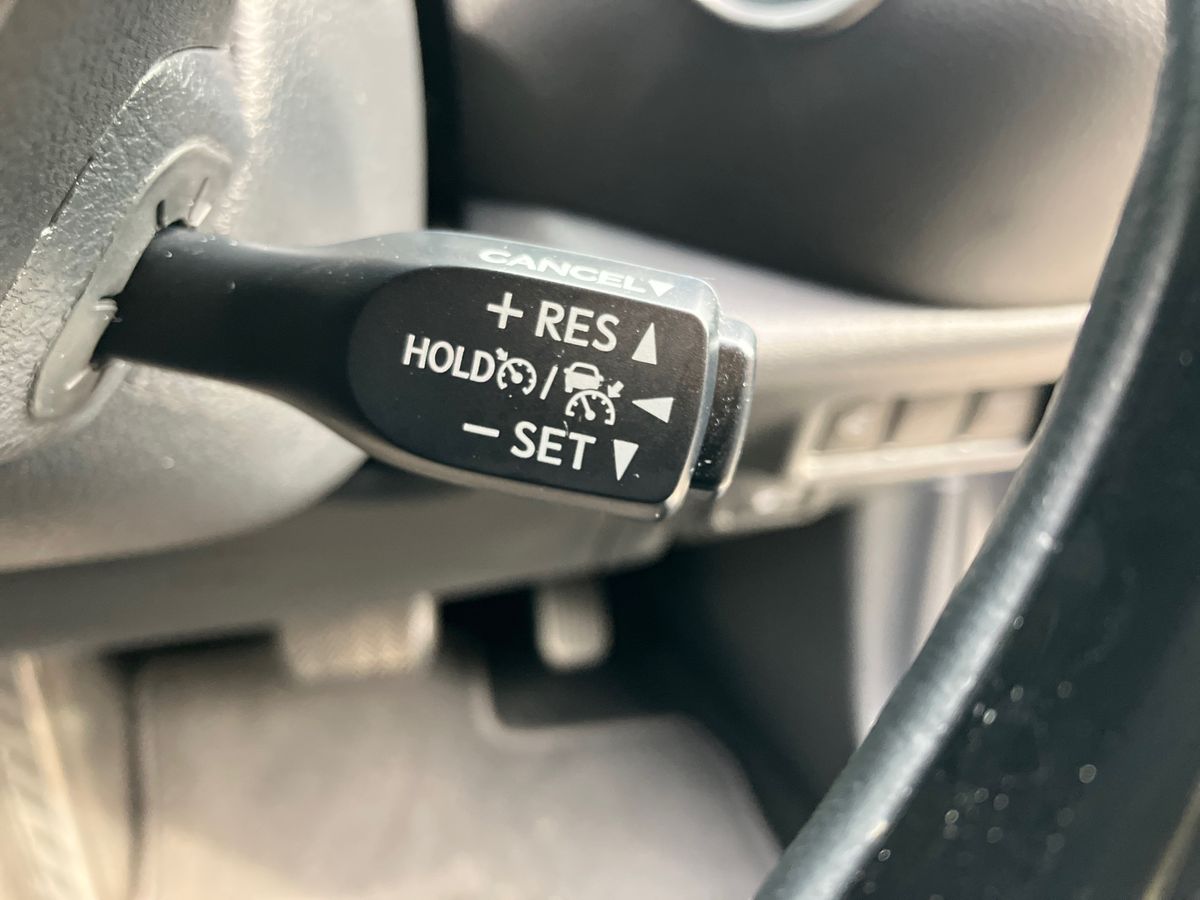 CANCEL▼
+ RES ▲
HOLD / ◀
− SET ▼